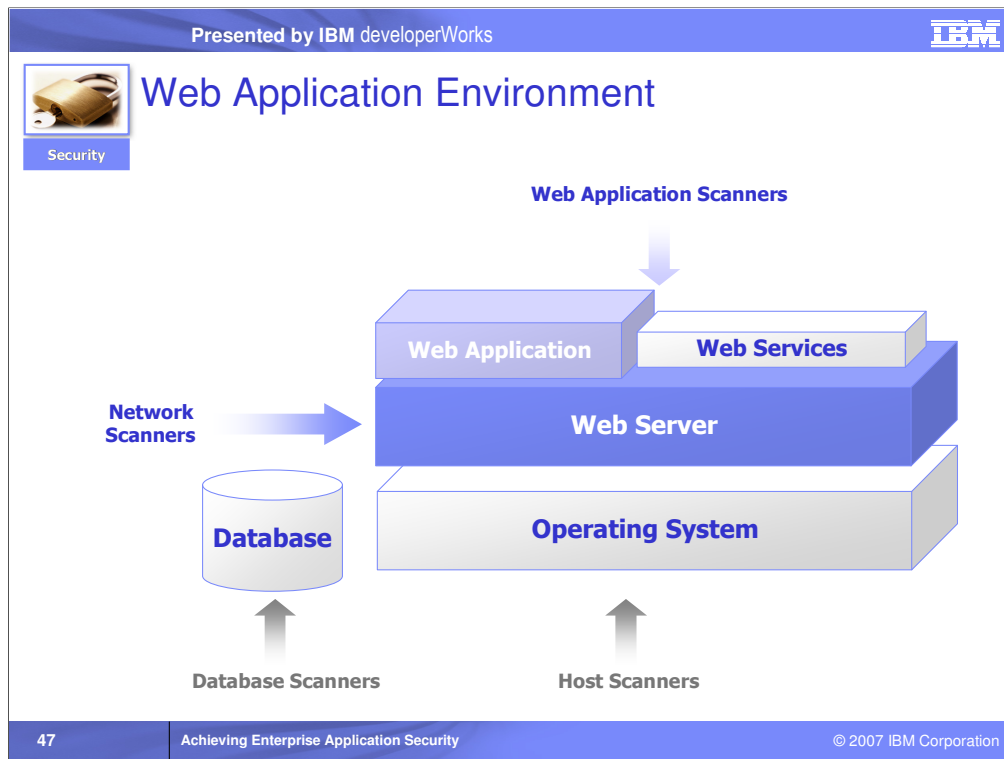 Presented by IBM developerWorks
IBM
Web Application Environment
Security
Web Application Scanners
Web Application
Web Services
Network
Scanners
Web Server
Database
Operating System
Database Scanners
Host Scanners
47
Achieving Enterprise Application Security
© 2007 IBM Corporation